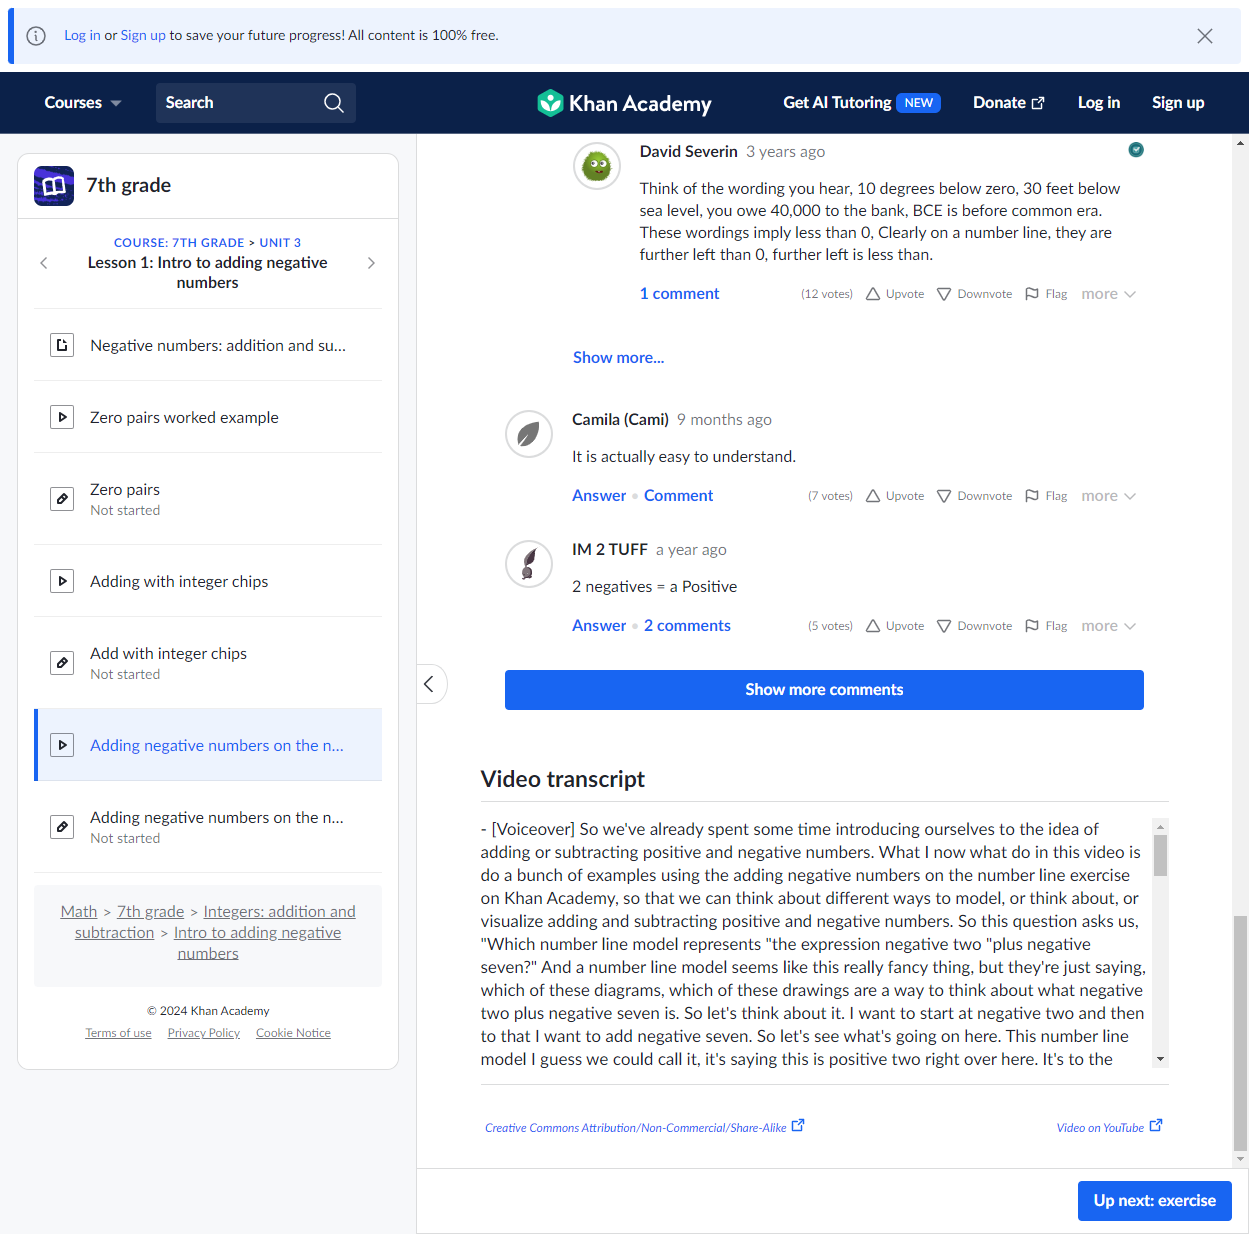 Log in or Sign up to save your future progress! All content is 100% free.
Courses
Search
Khan Academy
Get AI Tutoring NEW
Donate
Log in
Sign up
7th grade
COURSE: 7TH GRADE > UNIT 3
Lesson 1: Intro to adding negative
numbers
Negative numbers: addition and su...
Zero pairs worked example
Zero pairs
Not started
Adding with integer chips
Add with integer chips
Not started
Adding negative numbers on the n...
Adding negative numbers on the n...
Not started
Math > 7th grade > Integers: addition and
subtraction > Intro to adding negative
numbers
© 2024 Khan Academy
Terms of use Privacy Policy Cookie Notice
David Severin 3 years ago
Think of the wording you hear, 10 degrees below zero, 30 feet below
sea level, you owe 40,000 to the bank, BCE is before common era.
These wordings imply less than 0, Clearly on a number line, they are
further left than 0, further left is less than.
1 comment (12 votes) Upvote Downvote Flag more
Show more...
Camila (Cami) 9 months ago
It is actually easy to understand.
Answer • Comment (7 votes) Upvote Downvote Flag more
IM 2 TUFF a year ago
2 negatives = a Positive
Answer • 2 comments (5 votes) Upvote Downvote Flag more
Show more comments
Video transcript
- [Voiceover] So we've already spent some time introducing ourselves to the idea of
adding or subtracting positive and negative numbers. What I now what do in this video is
do a bunch of examples using the adding negative numbers on the number line exercise
on Khan Academy, so that we can think about different ways to model, or think about, or
visualize adding and subtracting positive and negative numbers. So this question asks us,
"Which number line model represents "the expression negative two "plus negative
seven?" And a number line model seems like this really fancy thing, but they're just saying,
which of these diagrams, which of these drawings are a way to think about what negative
two plus negative seven is. So let's think about it. I want to start at negative two and then
to that I want to add negative seven. So let's see what's going on here. This number line
model I guess we could call it, it's saying this is positive two right over here. It's to the
Creative Commons Attribution/Non-Commercial/Share-Alike
Video on YouTube
Up next: exercise